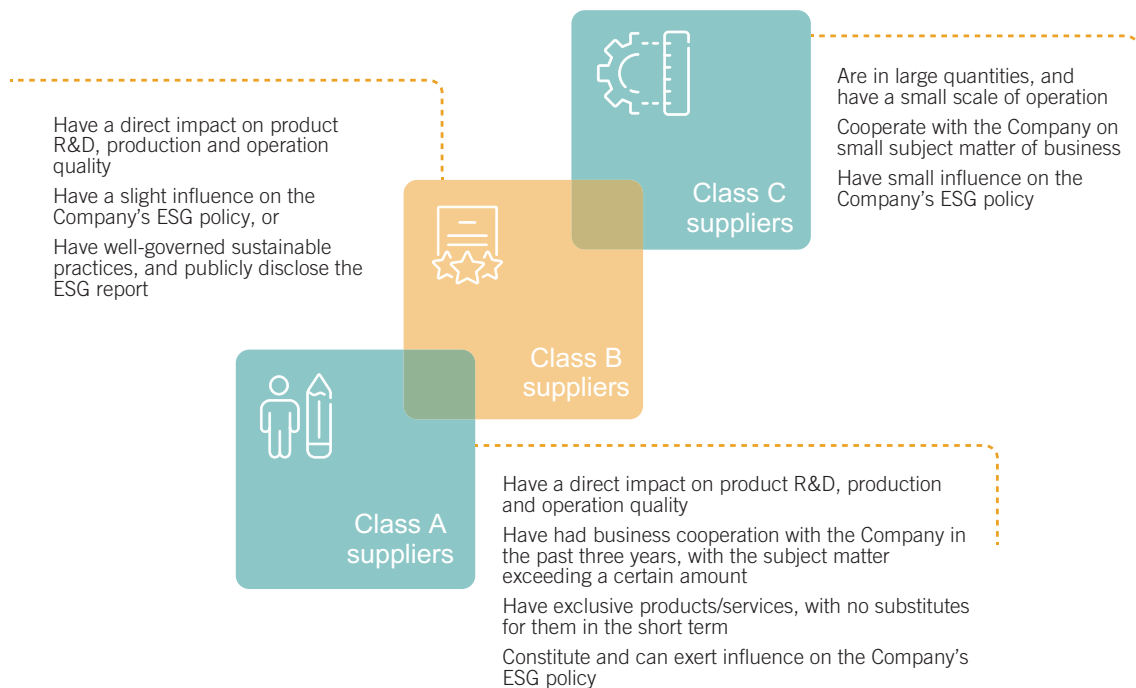 Are in large quantities, and
have a small scale of operation
Cooperate with the Company on
small subject matter of business
Have small influence on the
Company's ESG policy
Class C
suppliers
Have a direct impact on product
R&D, production and operation
quality
Have a slight influence on the
Company's ESG policy, or
Have well-governed sustainable
practices, and publicly disclose the
ESG report
Class B
suppliers
Class A
suppliers
Have a direct impact on product R&D, production
and operation quality
Have had business cooperation with the Company in
the past three years, with the subject matter
exceeding a certain amount
Have exclusive products/services, with no substitutes
for them in the short term
Constitute and can exert influence on the Company's
ESG policy